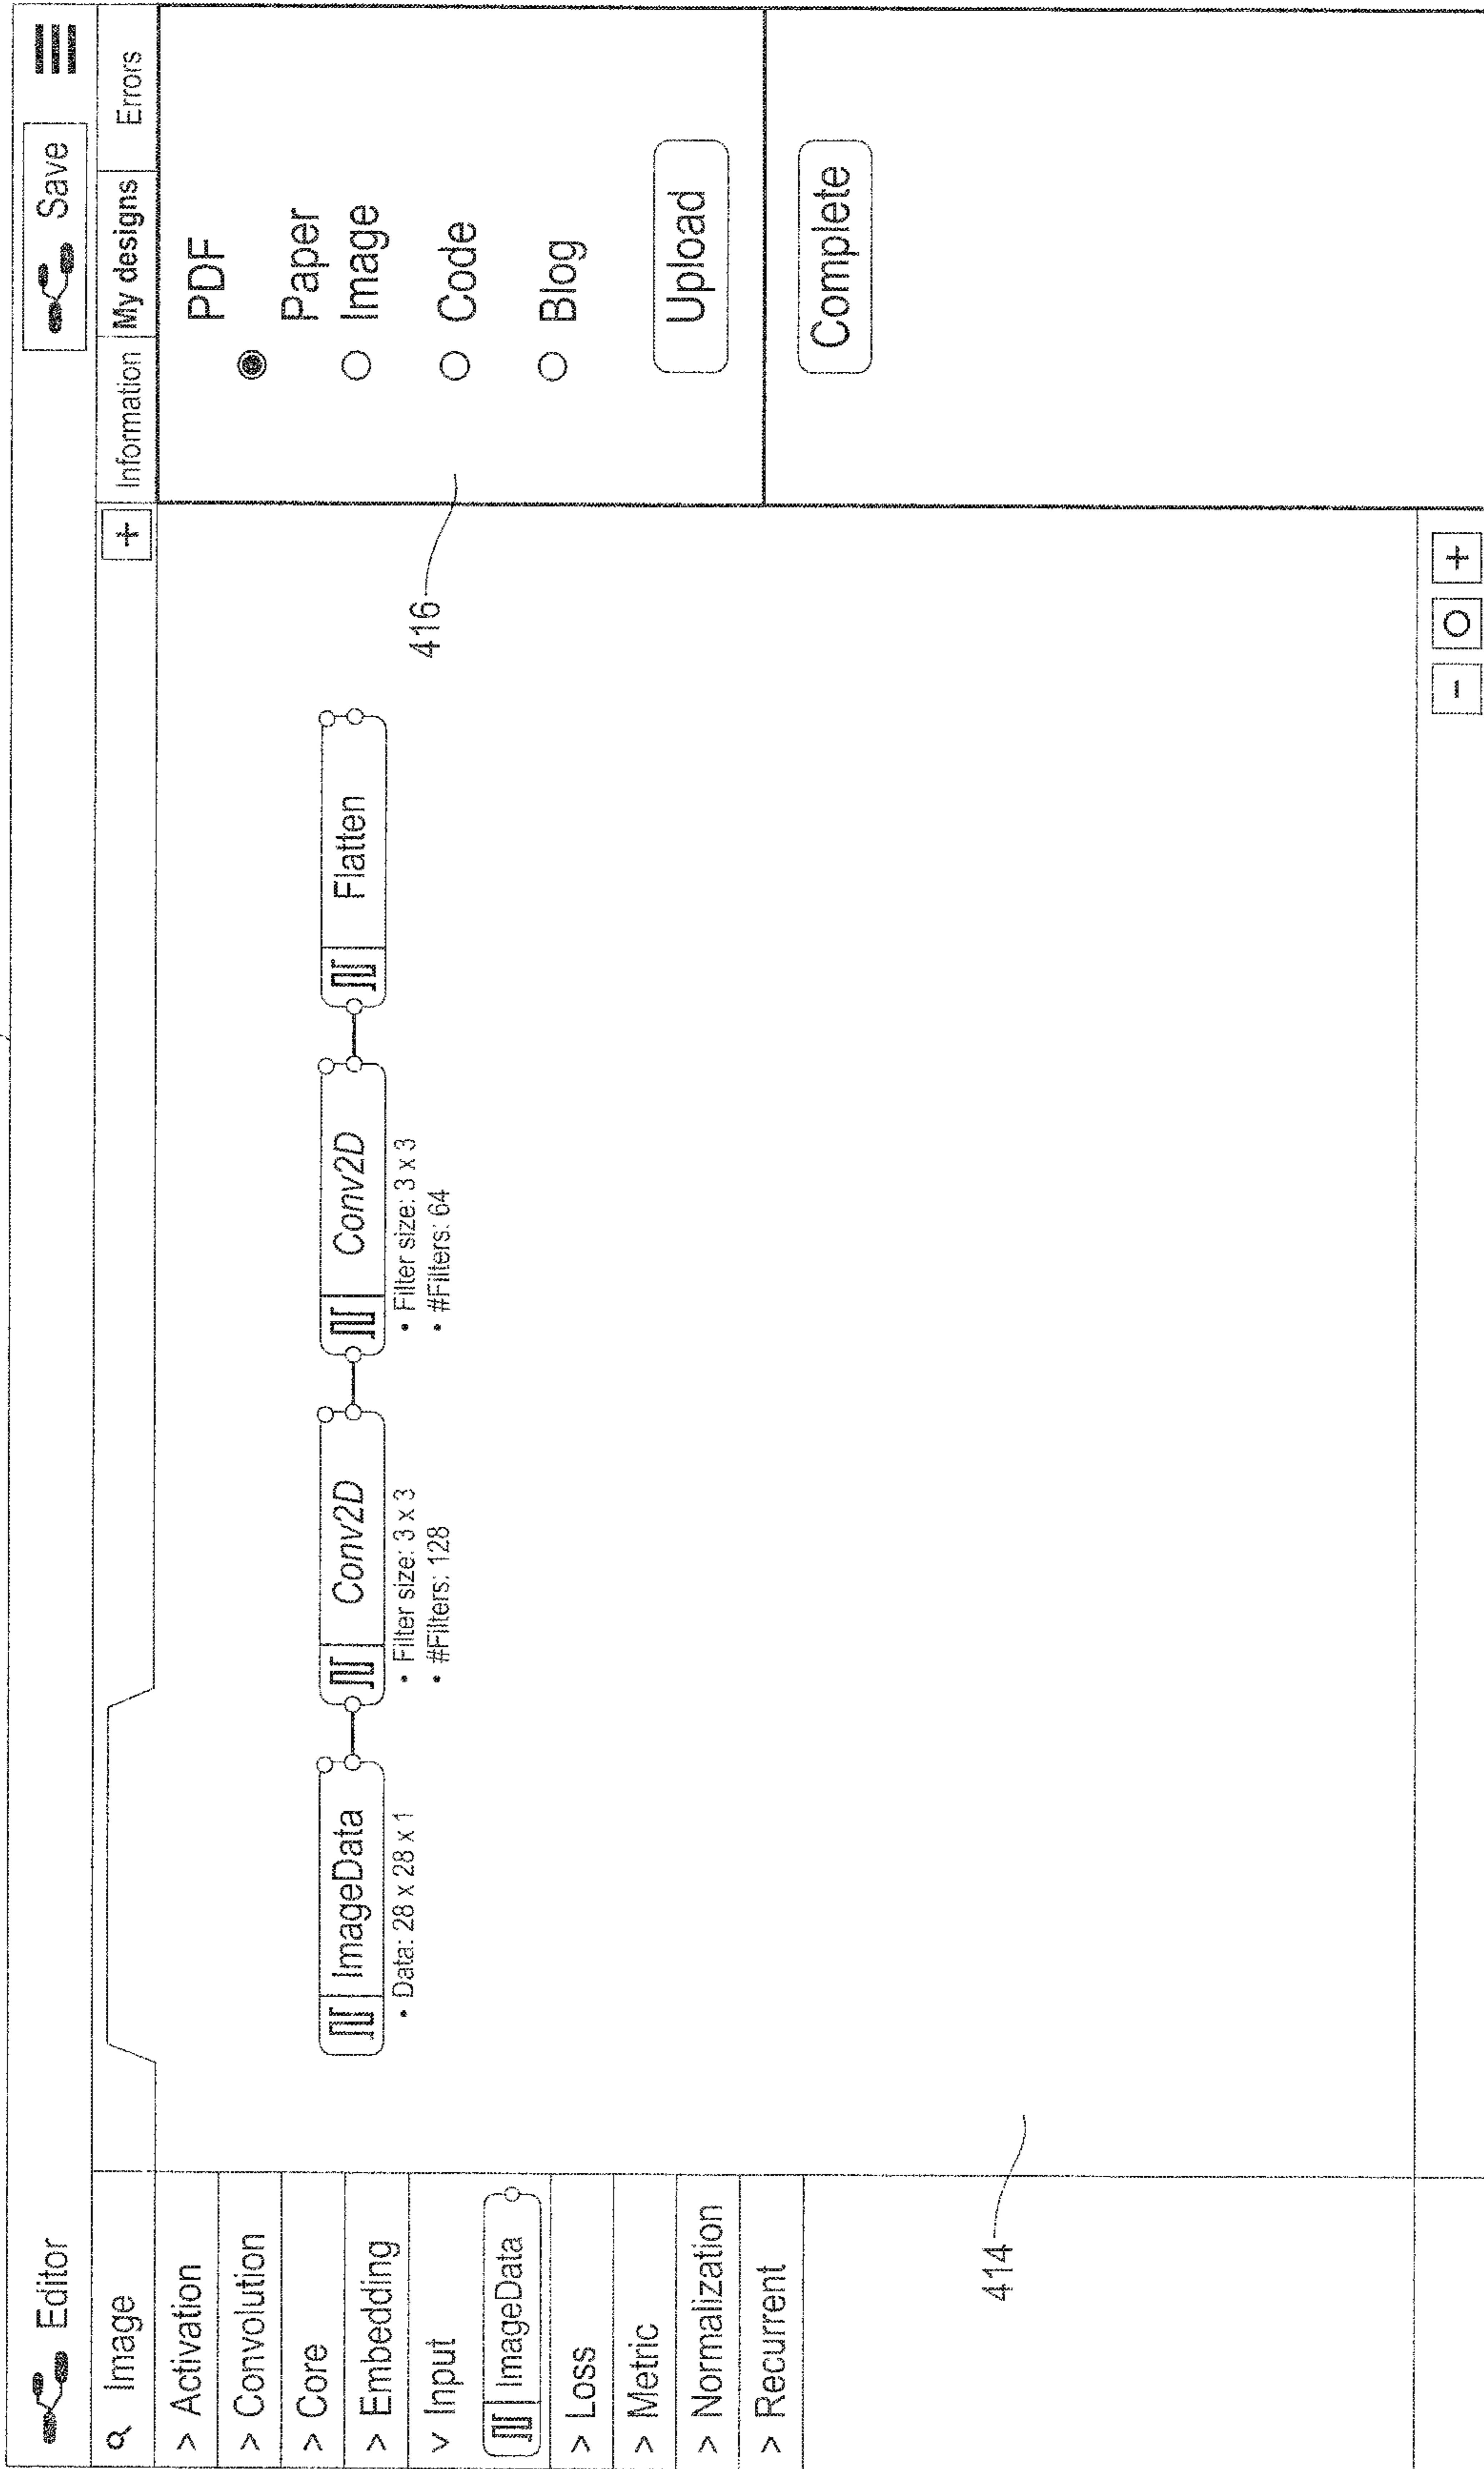 Editor
Save
Image
+
Information
My designs
Errors
> Activation
> Convolution
> Core
> Embedding
v Input
ImageData
> Loss
> Metric
> Normalization
> Recurrent
414
ImageData
• Data: 28 x 28 x 1
Conv2D
• Filter size: 3 x 3
• #Filters: 128
Conv2D
• Filter size: 3 x 3
• #Filters: 64
Flatten
416
PDF
Paper
Image
Code
Blog
Upload
Complete
- O +